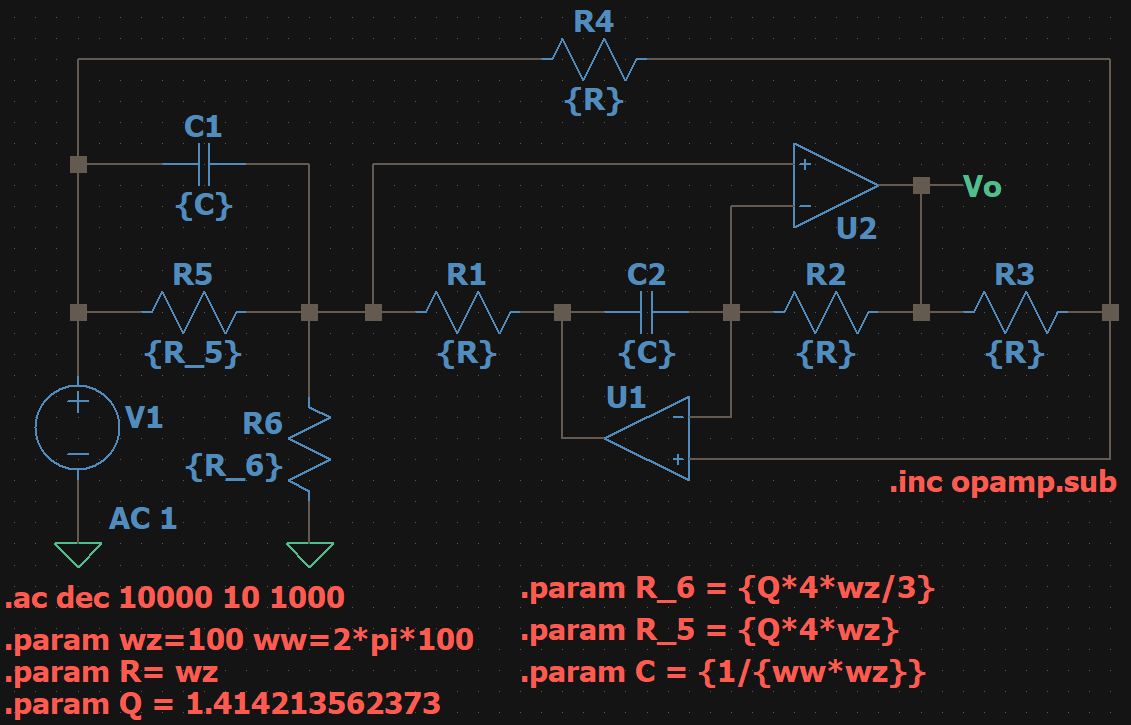 R4
{R}
C1
{C}
+
−
U2
Vo
R5
{R_5}
R1
{R}
C2
{C}
R2
{R}
R3
{R}
U1
−
+
+
−
V1
R6
{R_6}
AC 1
.inc opamp.sub
.ac dec 10000 10 1000
.param wz=100 ww=2*pi*100
.param R= wz
.param Q = 1.414213562373
.param R_6 = {Q*4*wz/3}
.param R_5 = {Q*4*wz}
.param C = {1/{ww*wz}}